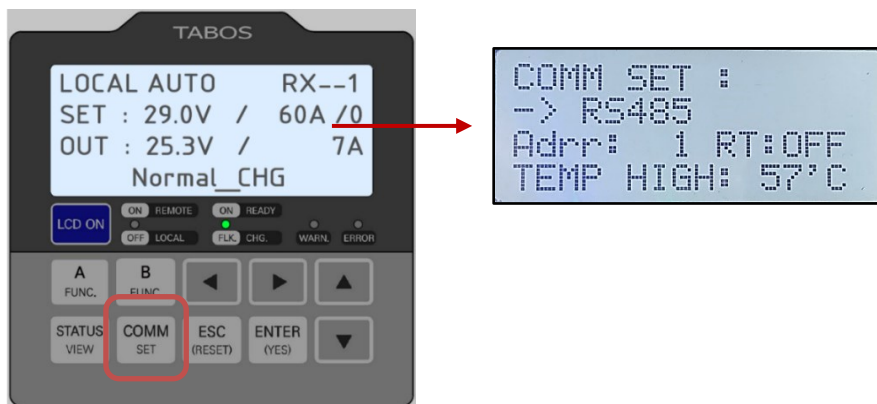 TABOS
LOCAL AUTO RX--1
SET : 29.0V / 60A /0
OUT : 25.3V / 7A
Normal__CHG
LCD ON
ON REMOTE
OFF LOCAL
ON READY
FLK. CHG.
WARN.
ERROR
A
FUNC.
B
FUNC.
STATUS
VIEW
COMM
SET
ESC
(RESET)
ENTER
(YES)
COMM SET :
-> RS485
Adrr: 1 RT:OFF
TEMP HIGH: 57'C